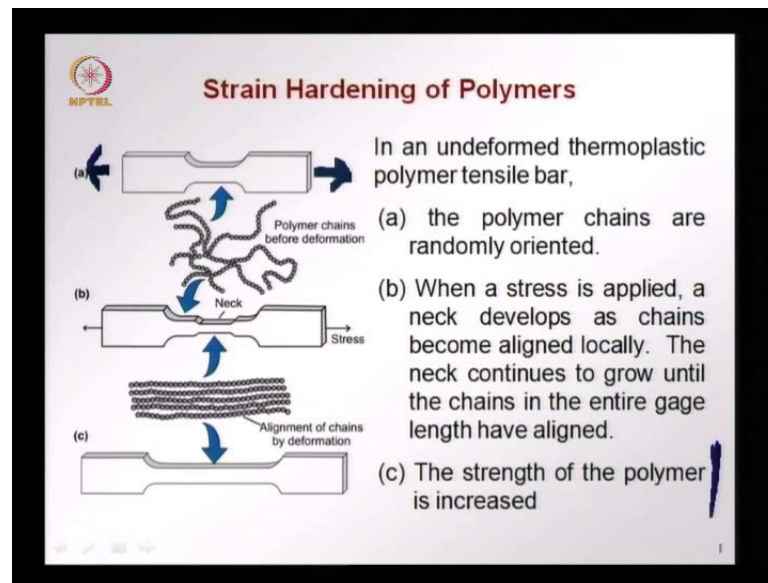 NPTEL
Strain Hardening of Polymers
(a)
Polymer chains
before deformation
(b)
Neck
Stress
Alignment of chains
by deformation
(c)
In an undeformed thermoplastic
polymer tensile bar,
(a) the polymer chains are
randomly oriented.
(b) When a stress is applied, a
neck develops as chains
become aligned locally. The
neck continues to grow until
the chains in the entire gage
length have aligned.
(c) The strength of the polymer
is increased